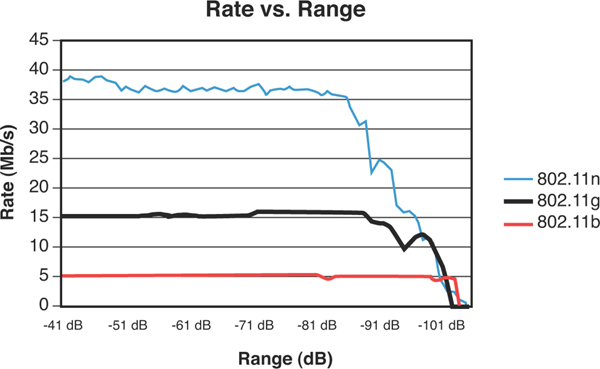 Rate vs. Range
Rate (Mb/s)
45
40
35
30
25
20
15
10
5
0
-41 dB -51 dB -61 dB -71 dB -81 dB -91 dB -101 dB
Range (dB)
802.11n
802.11g
802.11b